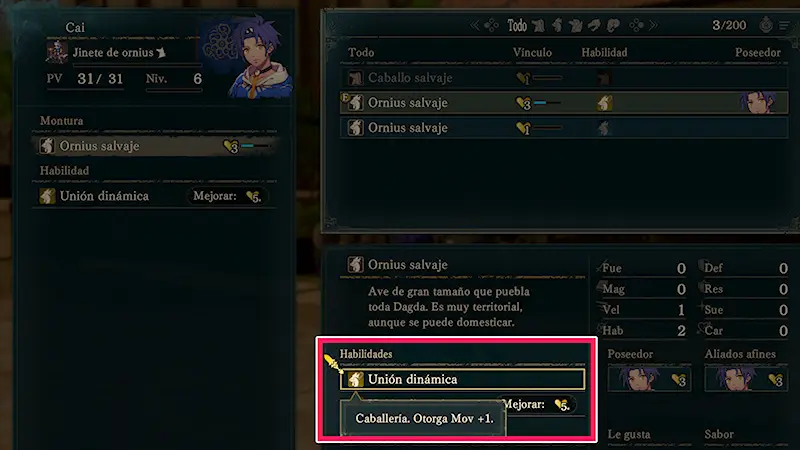 Cai
Jinete de ornius
PV 31/ 31 Niv. 6
Montura
Ornius salvaje 3
Habilidad
Unión dinámica Mejorar: 5.
Todo 3/200
Todo Vínculo Habilidad Poseedor
Caballo salvaje 1
E Ornius salvaje 3
Ornius salvaje 1
Ornius salvaje
Ave de gran tamaño que puebla
toda Dagda. Es muy territorial,
aunque se puede domesticar.
Habilidades
Unión dinámica
Mejorar: 5.
Caballería. Otorga Mov +1.
Fue 0 Def 0
Mag 0 Res 0
Vel 1 Sue 0
Hab 2 Car 0
Poseedor Aliados afines
3 3
Le gusta Sabor